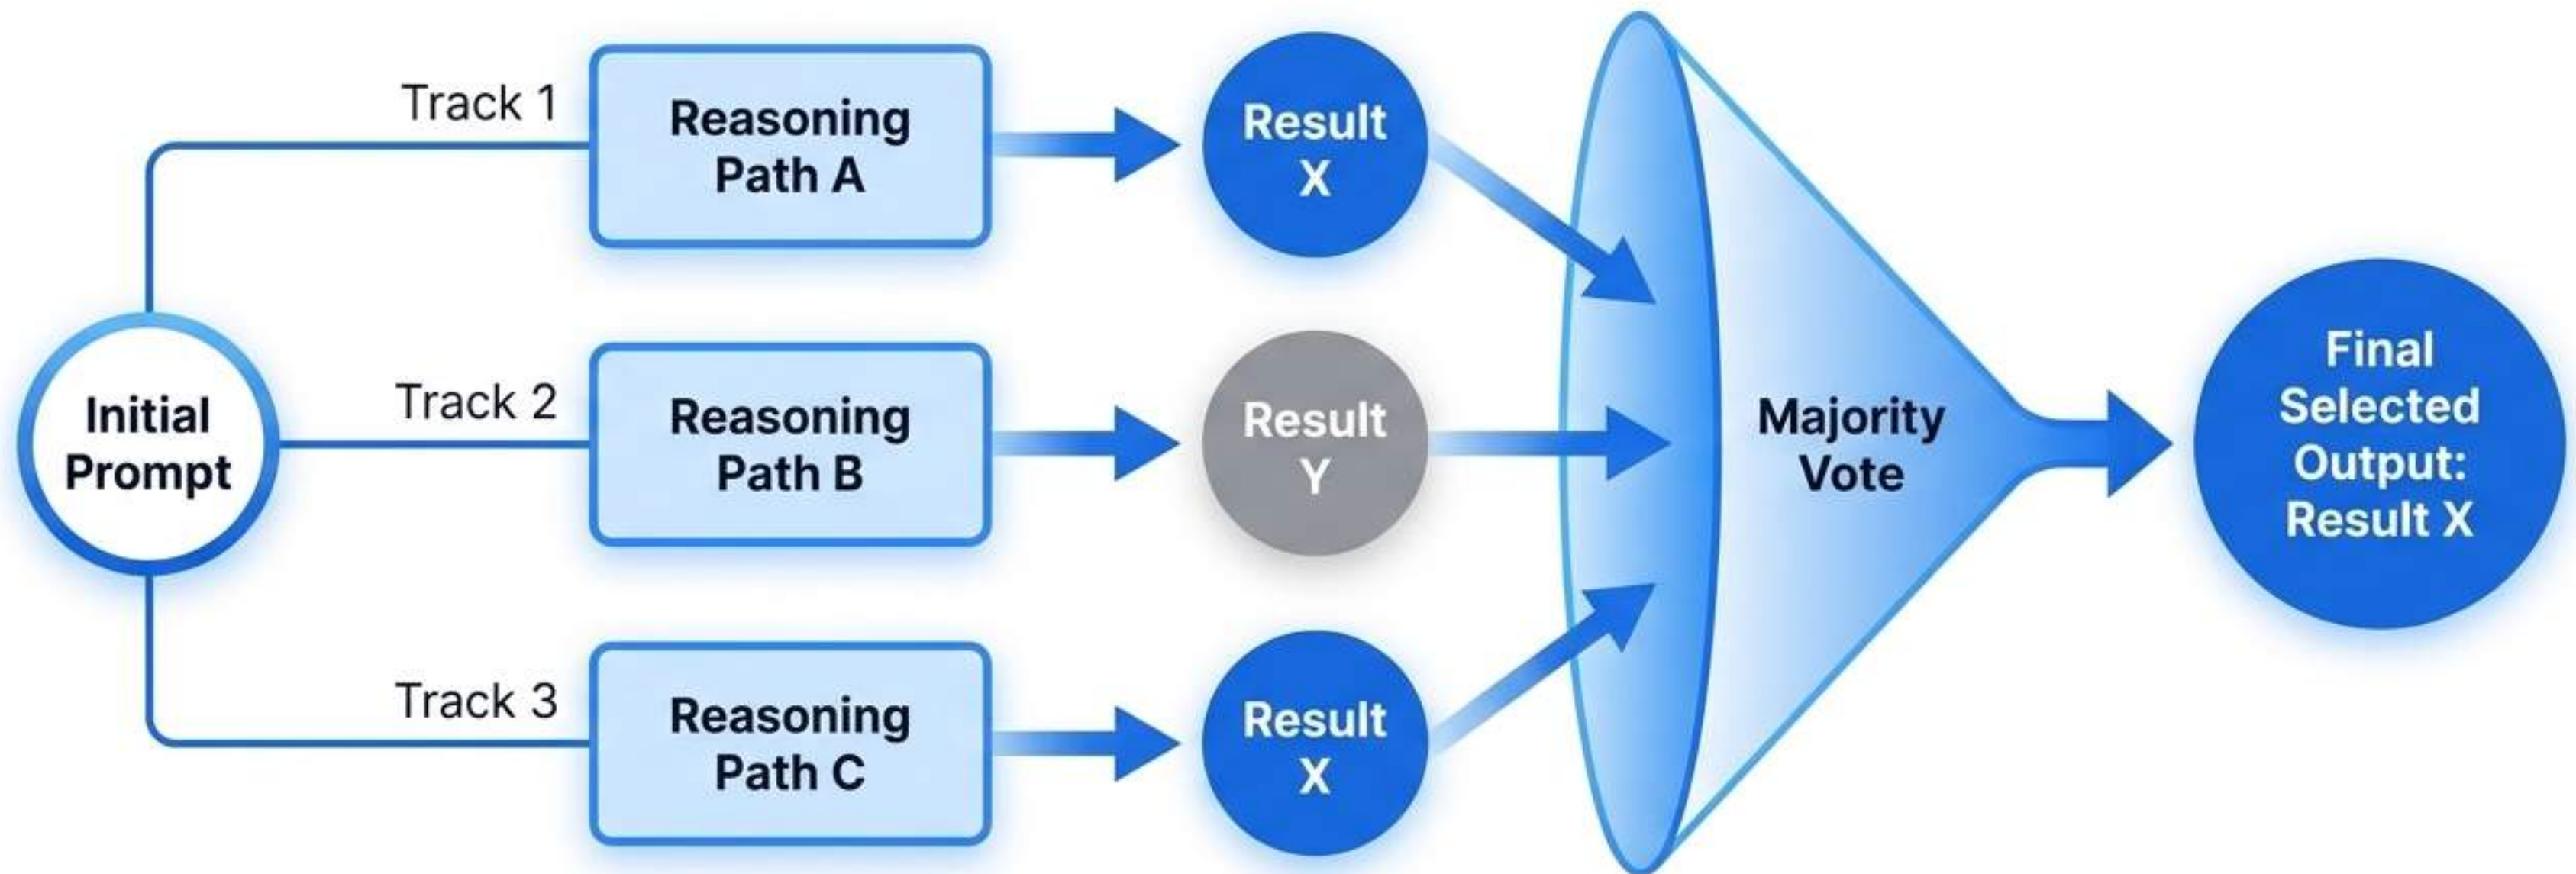 Initial
Prompt
Track 1
Reasoning
Path A
Result
X
Track 2
Reasoning
Path B
Result
Y
Track 3
Reasoning
Path C
Result
X
Majority
Vote
Final
Selected
Output:
Result X